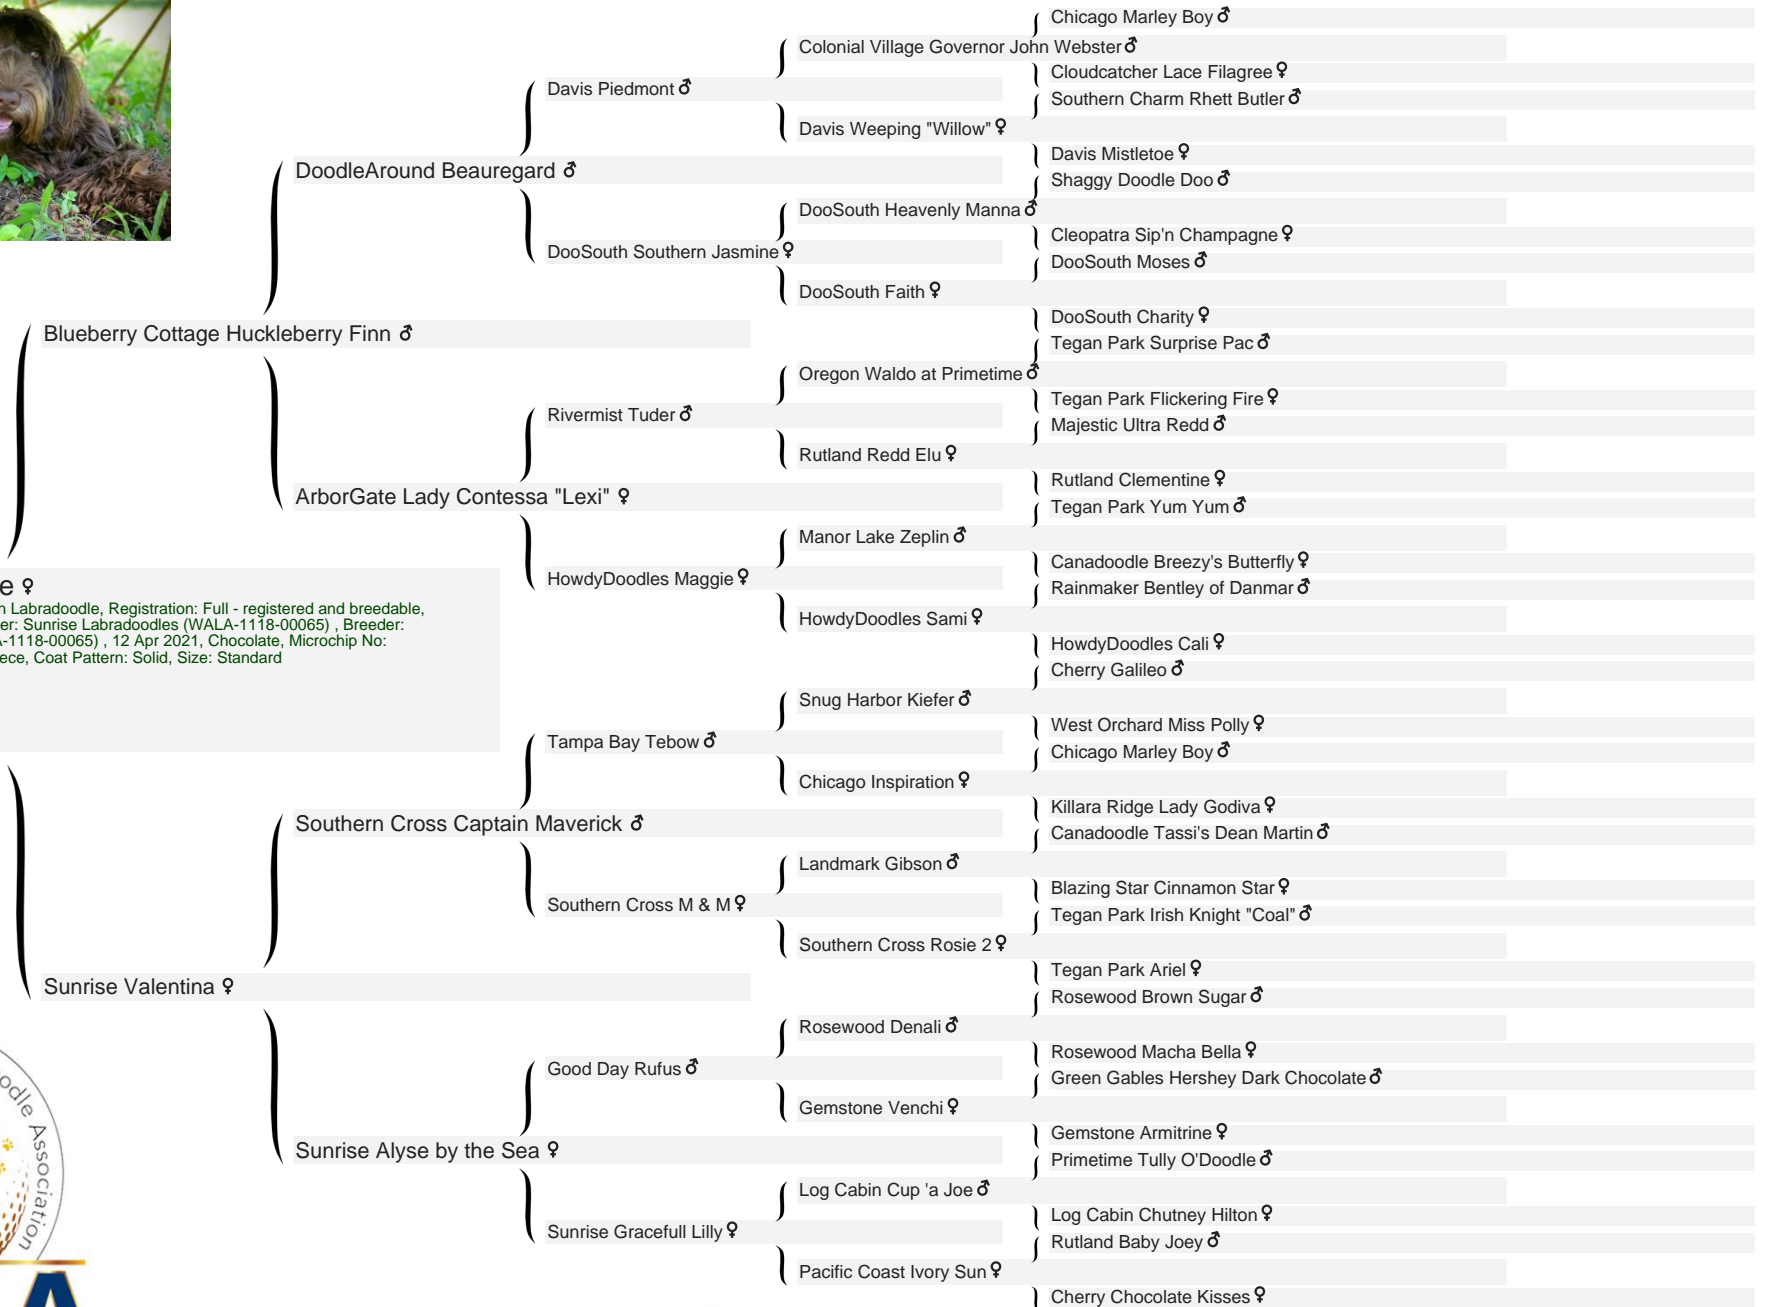 Chicago Marley Boy ♂
Colonial Village Governor John Webster ♂
Cloudcatcher Lace Filagree ♀
Davis Piedmont ♂
Southern Charm Rhett Butler ♂
Davis Weeping "Willow" ♀
Davis Mistletoe ♀
DoodleAround Beauregard ♂
Shaggy Doodle Doo ♂
DooSouth Heavenly Manna ♂
Cleopatra Sip'n Champagne ♀
DooSouth Southern Jasmine ♀
DooSouth Moses ♂
DooSouth Faith ♀
DooSouth Charity ♀
Blueberry Cottage Huckleberry Finn ♂
Tegan Park Surprise Pac ♂
Oregon Waldo at Primetime ♂
Tegan Park Flickering Fire ♀
Rivermist Tuder ♂
Majestic Ultra Redd ♂
Rutland Redd Elu ♀
Rutland Clementine ♀
ArborGate Lady Contessa "Lexi" ♀
Tegan Park Yum Yum ♂
Manor Lake Zeplin ♂
Canadoodle Breezy's Butterfly ♀
HowdyDoodles Maggie ♀
Rainmaker Bentley of Danmar ♂
HowdyDoodles Sami ♀
HowdyDoodles Cali ♀
e ♀
n Labradoodle, Registration: Full - registered and breedable,
er: Sunrise Labradoodles (WALA-1118-00065) , Breeder:
-1118-00065) , 12 Apr 2021, Chocolate, Microchip No:
ece, Coat Pattern: Solid, Size: Standard
Cherry Galileo ♂
Snug Harbor Kiefer ♂
West Orchard Miss Polly ♀
Tampa Bay Tebow ♂
Chicago Marley Boy ♂
Chicago Inspiration ♀
Killara Ridge Lady Godiva ♀
Southern Cross Captain Maverick ♂
Canadoodle Tassi's Dean Martin ♂
Landmark Gibson ♂
Blazing Star Cinnamon Star ♀
Southern Cross M & M ♀
Tegan Park Irish Knight "Coal" ♂
Southern Cross Rosie 2 ♀
Tegan Park Ariel ♀
Sunrise Valentina ♀
Rosewood Brown Sugar ♂
Rosewood Denali ♂
Rosewood Macha Bella ♀
Good Day Rufus ♂
Green Gables Hershey Dark Chocolate ♂
Gemstone Venchi ♀
Gemstone Armitrine ♀
Sunrise Alyse by the Sea ♀
Primetime Tully O'Doodle ♂
Log Cabin Cup 'a Joe ♂
Log Cabin Chutney Hilton ♀
Sunrise Gracefull Lilly ♀
Rutland Baby Joey ♂
Pacific Coast Ivory Sun ♀
Cherry Chocolate Kisses ♀
odle Association
A